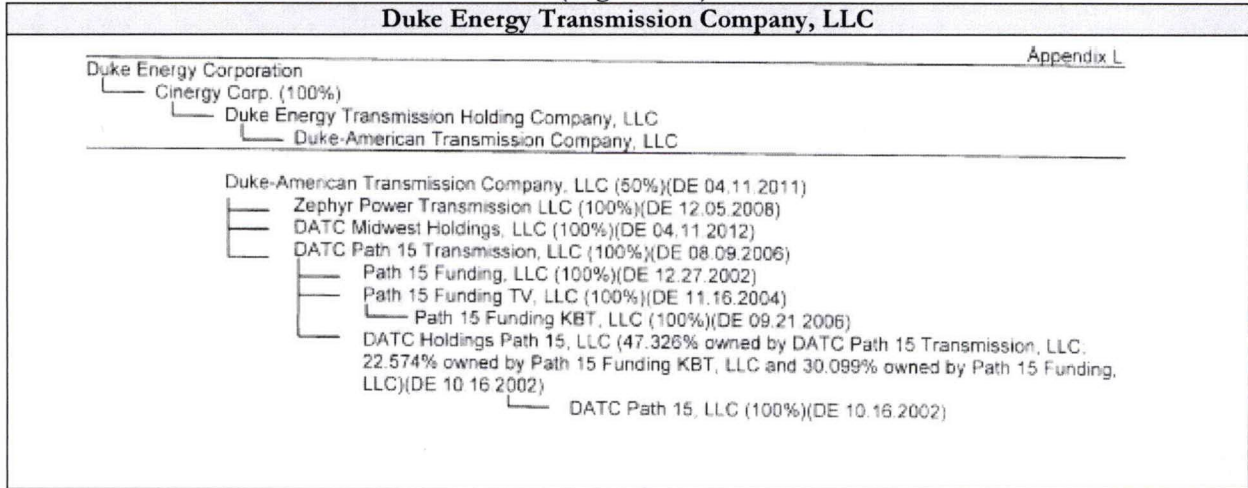 Duke Energy Transmission Company, LLC
Appendix L
Duke Energy Corporation
Cinergy Corp. (100%)
Duke Energy Transmission Holding Company, LLC
Duke-American Transmission Company, LLC
Duke-American Transmission Company, LLC (50%)(DE 04.11.2011)
Zephyr Power Transmission LLC (100%)(DE 12.05.2008)
DATC Midwest Holdings, LLC (100%)(DE 04.11 2012)
DATC Path 15 Transmission, LLC (100%)(DE 08.09.2006)
Path 15 Funding, LLC (100%)(DE 12.27.2002)
Path 15 Funding TV, LLC (100%)(DE 11.16.2004)
Path 15 Funding KBT, LLC (100%)(DE 09.21 2006)
DATC Holdings Path 15, LLC (47.326% owned by DATC Path 15 Transmission, LLC,
22.574% owned by Path 15 Funding KBT, LLC and 30.099% owned by Path 15 Funding,
LLC)(DE 10 16 2002)
DATC Path 15, LLC (100%)(DE 10.16.2002)